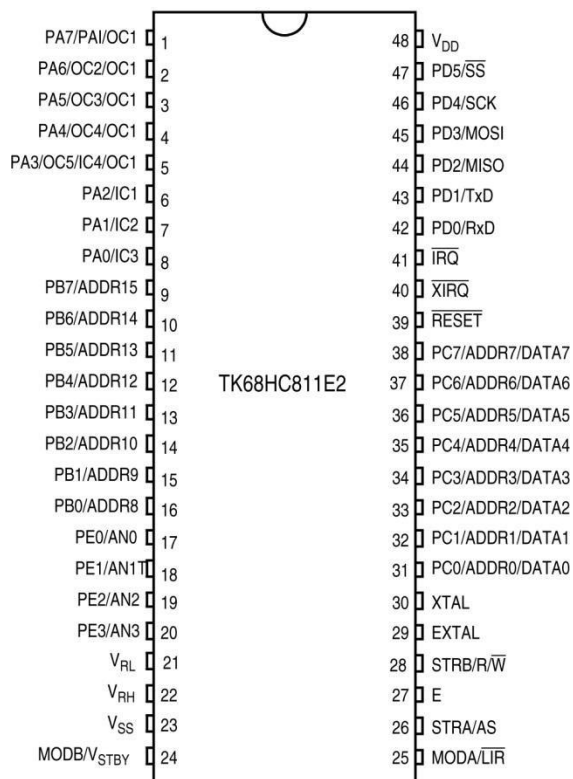 PA7/PAI/OC1 1
PA6/OC2/OC1 2
PA5/OC3/OC1 3
PA4/OC4/OC1 4
PA3/OC5/IC4/OC1 5
PA2/IC1 6
PA1/IC2 7
PA0/IC3 8
PB7/ADDR15 9
PB6/ADDR14 10
PB5/ADDR13 11
PB4/ADDR12 12
PB3/ADDR11 13
PB2/ADDR10 14
PB1/ADDR9 15
PB0/ADDR8 16
PE0/AN0 17
PE1/AN1T 18
PE2/AN2 19
PE3/AN3 20
VRL 21
VRH 22
VSS 23
MODB/VSTBY 24
TK68HC811E2
48 VDD
47 PD5/S̅S̅
46 PD4/SCK
45 PD3/MOSI
44 PD2/MISO
43 PD1/TxD
42 PD0/RxD
41 I̅R̅Q̅
40 X̅I̅R̅Q̅
39 R̅E̅S̅E̅T̅
38 PC7/ADDR7/DATA7
37 PC6/ADDR6/DATA6
36 PC5/ADDR5/DATA5
35 PC4/ADDR4/DATA4
34 PC3/ADDR3/DATA3
33 PC2/ADDR2/DATA2
32 PC1/ADDR1/DATA1
31 PC0/ADDR0/DATA0
30 XTAL
29 EXTAL
28 STRB/R/W̅
27 E
26 STRA/AS
25 MODA/L̅I̅R̅